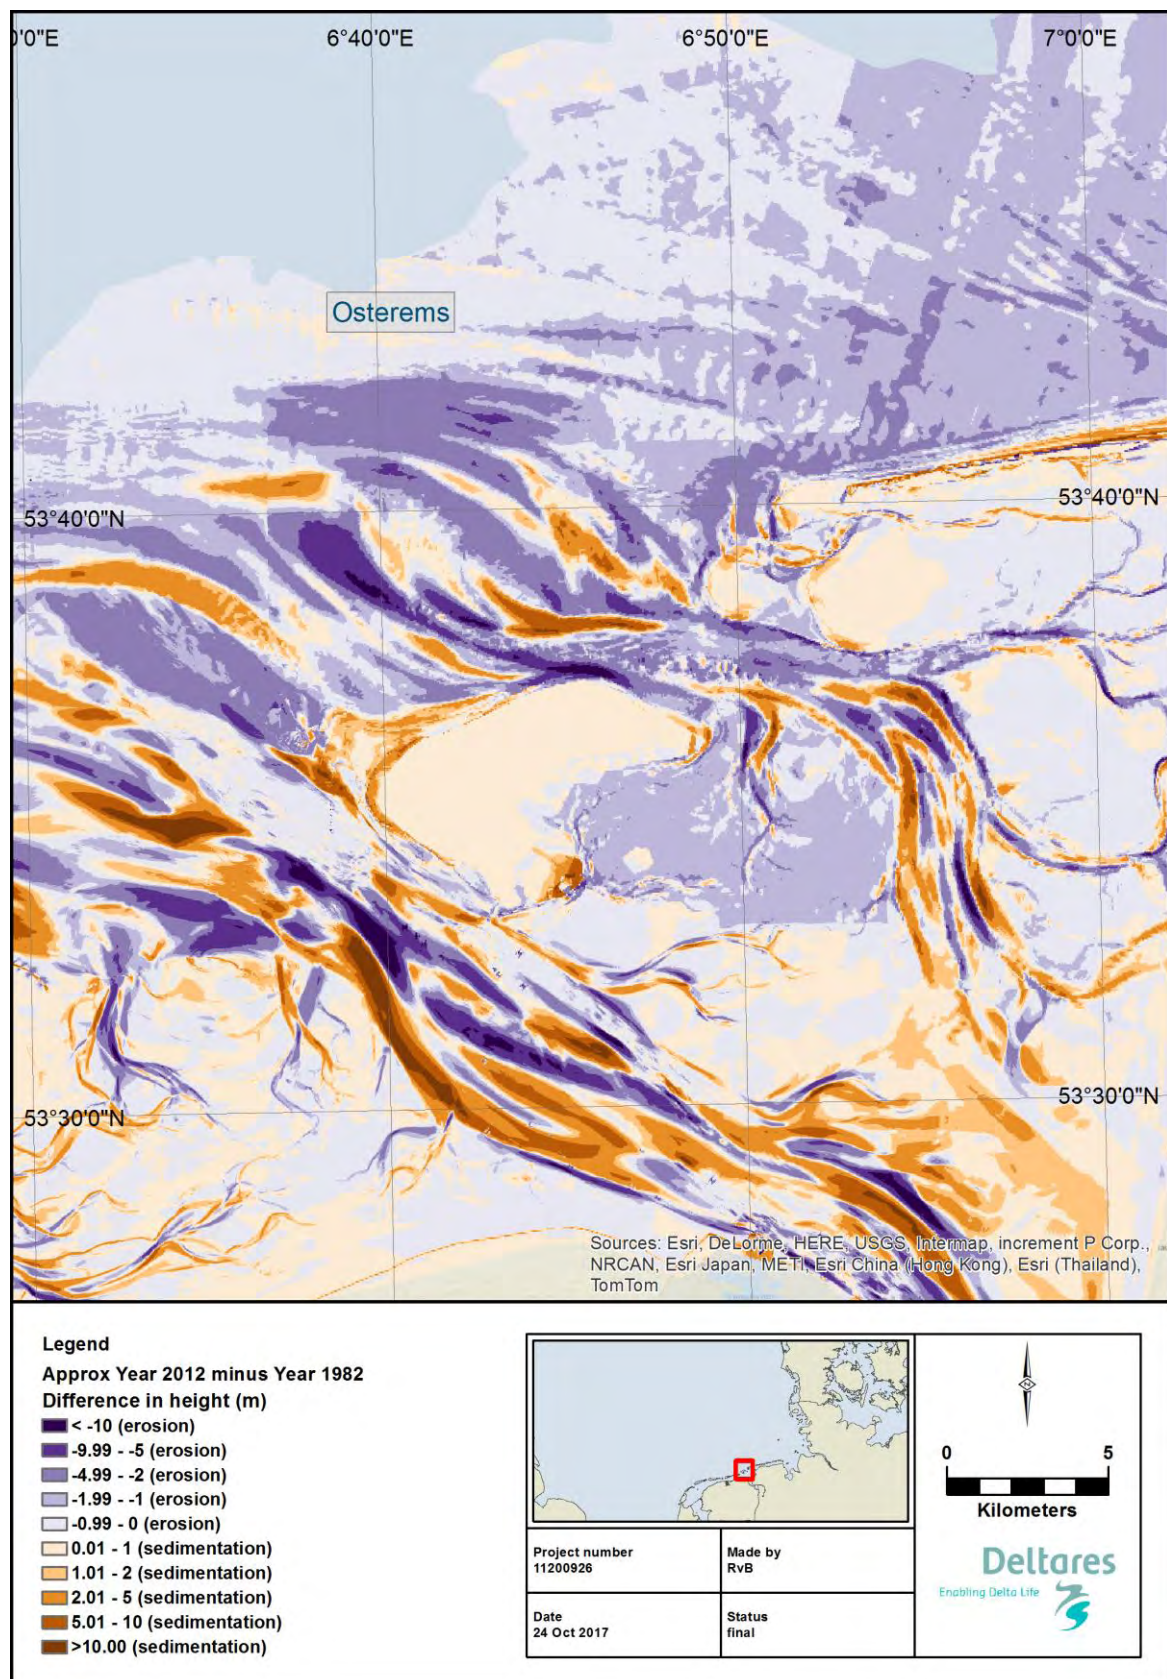 0'0"E
6°40'0"E
6°50'0"E
7°0'0"E
Osterems
53°40'0"N
53°40'0"N
53°30'0"N
53°30'0"N
Sources: Esri, DeLorme, HERE, USGS, Intermap, increment P Corp.,
NRCAN, Esri Japan, METI, Esri China (Hong Kong), Esri (Thailand),
TomTom
Legend
Approx Year 2012 minus Year 1982
Difference in height (m)
< -10 (erosion)
-9.99 - -5 (erosion)
-4.99 - -2 (erosion)
-1.99 - -1 (erosion)
-0.99 - 0 (erosion)
0.01 - 1 (sedimentation)
1.01 - 2 (sedimentation)
2.01 - 5 (sedimentation)
5.01 - 10 (sedimentation)
>10.00 (sedimentation)
Project number
11200926
Made by
RvB
Date
24 Oct 2017
Status
final
N
0 5
Kilometers
Deltares
Enabling Delta Life